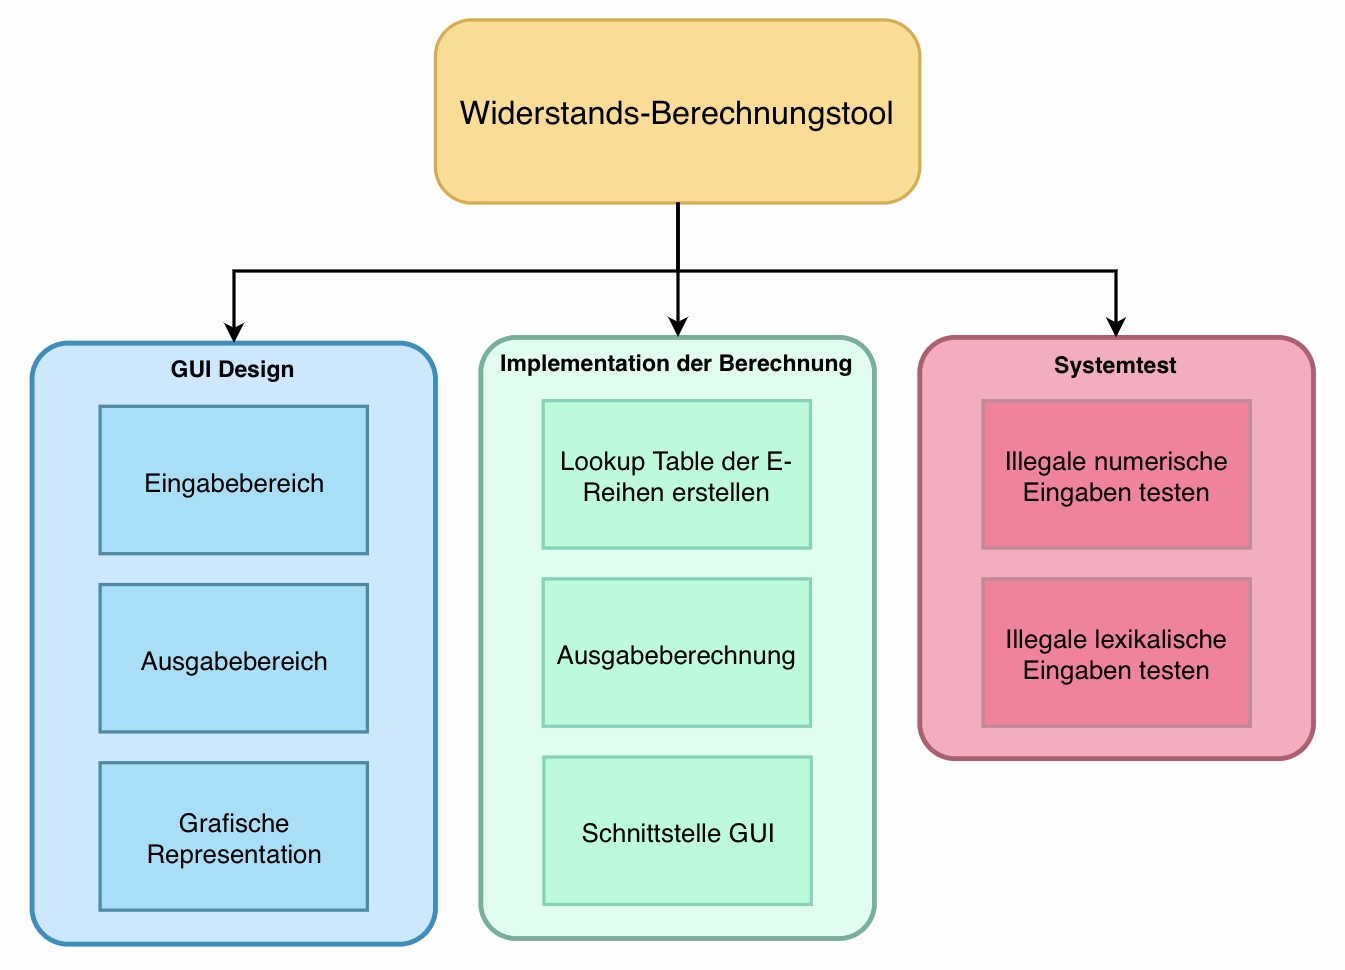 Widerstands-Berechnungstool
GUI Design
Eingabebereich
Ausgabebereich
Grafische
Representation
Implementation der Berechnung
Lookup Table der E-
Reihen erstellen
Ausgabeberechnung
Schnittstelle GUI
Systemtest
Illegale numerische
Eingaben testen
Illegale lexikalische
Eingaben testen